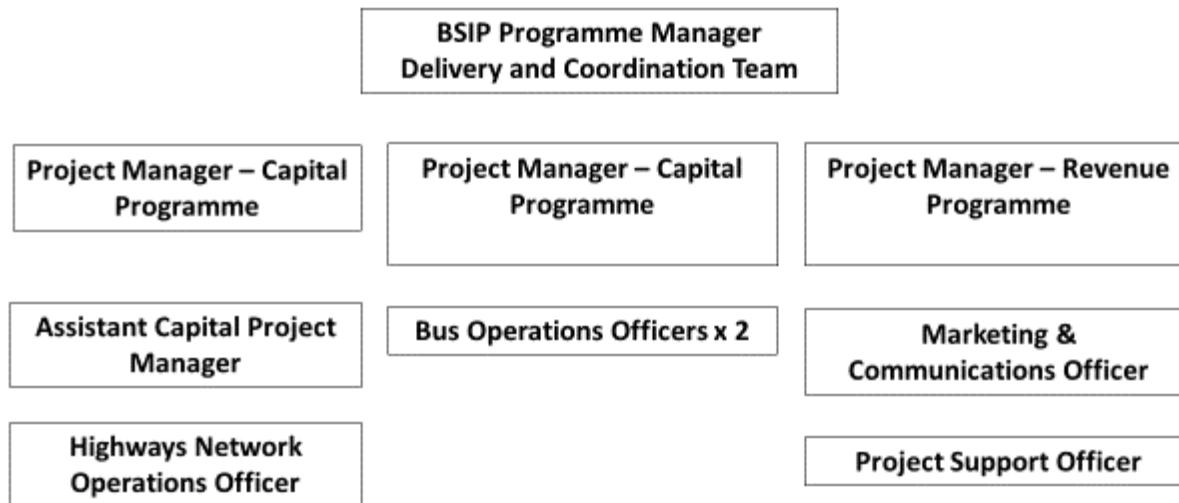 BSIP Programme Manager
Delivery and Coordination Team
Project Manager – Capital
Programme
Project Manager – Capital
Programme
Project Manager – Revenue
Programme
Assistant Capital Project
Manager
Bus Operations Officers x 2
Marketing &
Communications Officer
Highways Network
Operations Officer
Project Support Officer